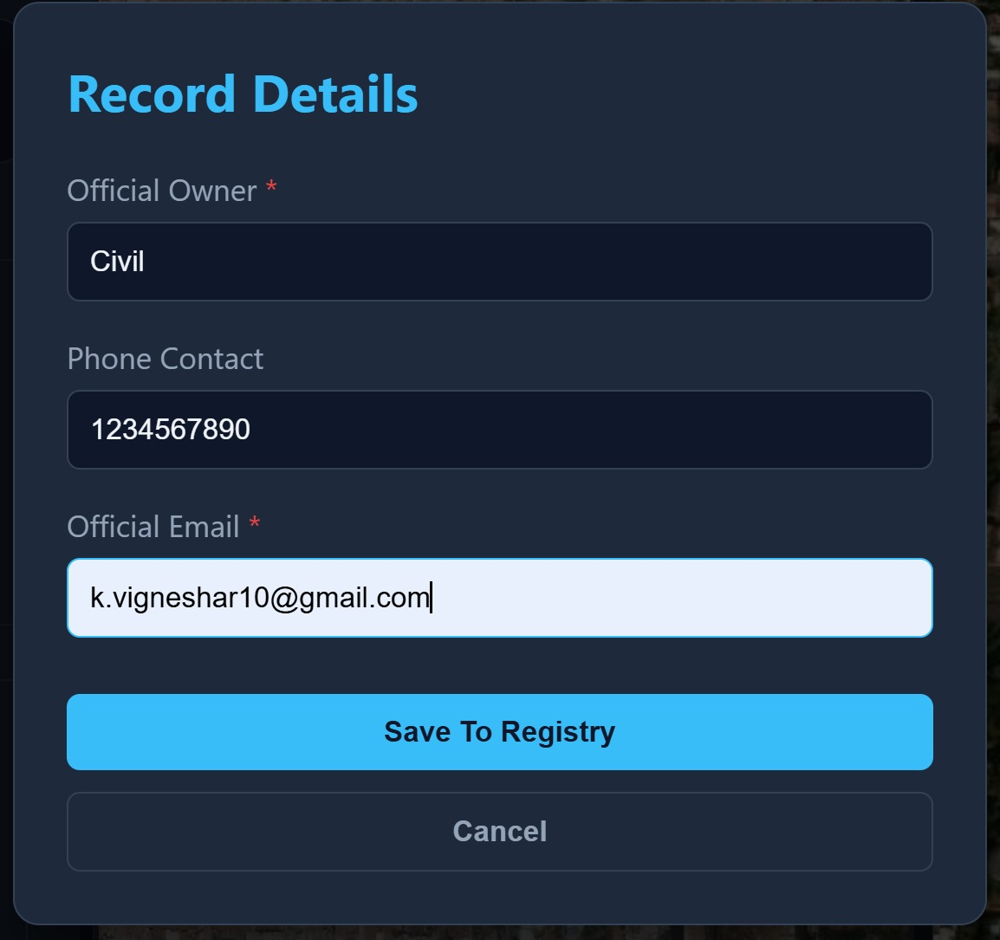 Record Details
Official Owner *
Civil
Phone Contact
1234567890
Official Email *
k.vigneshar10@gmail.com
Save To Registry
Cancel